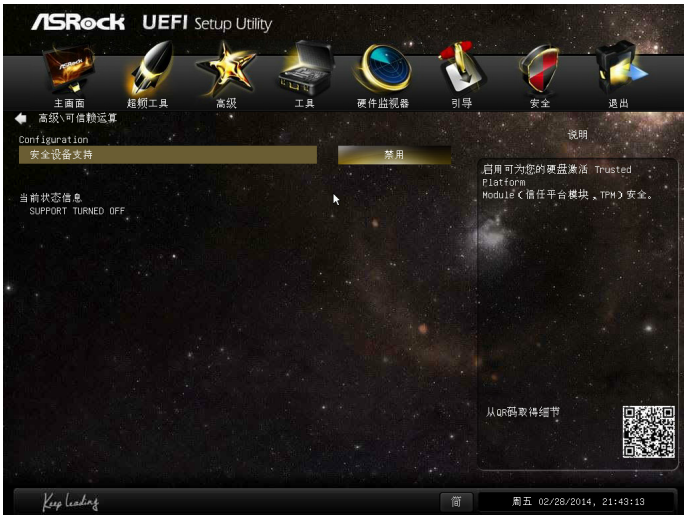 ASRock UEFI Setup Utility
ASRock
主画面 超频工具 高级 工具 硬件监视器 引导 安全 退出
高级\可信赖运算
Configuration
安全设备支持 禁用
当前状态信息
SUPPORT TURNED OFF
说明
启用可为您的硬盘激活 Trusted
Platform
Module(信任平台模块、TPM)安全。
从QR码取得细节
Keep Leading
简 周五 02/28/2014, 21:43:13